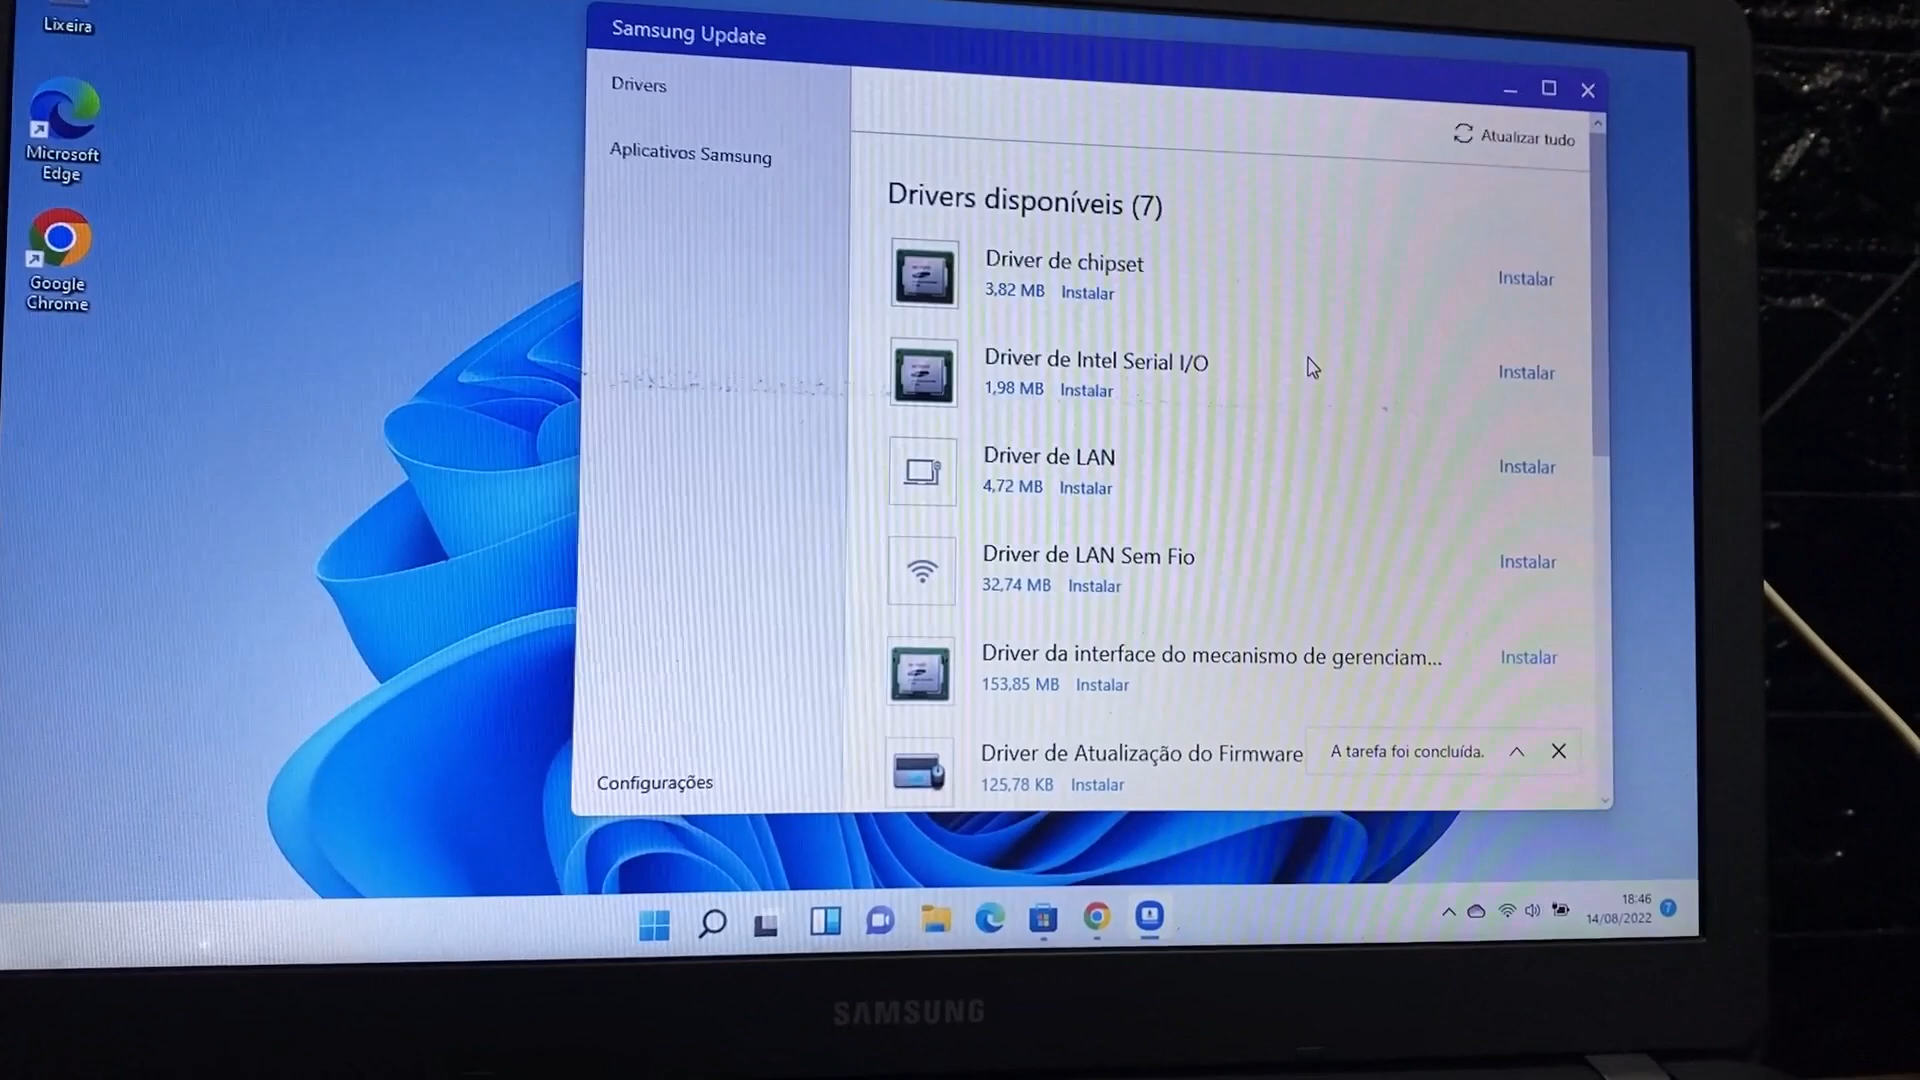 Lixeira
Microsoft
Edge
Google
Chrome
Samsung Update
Drivers
Aplicativos Samsung
Configurações
Atualizar tudo
Drivers disponíveis (7)
Driver de chipset
3,82 MB Instalar
Instalar
Driver de Intel Serial I/O
1,98 MB Instalar
Instalar
Driver de LAN
4,72 MB Instalar
Instalar
Driver de LAN Sem Fio
32,74 MB Instalar
Instalar
Driver da interface do mecanismo de gerenciam...
153,85 MB Instalar
Instalar
Driver de Atualização do Firmware
125,78 KB Instalar
A tarefa foi concluída.
18:46
14/08/2022
7
SAMSUNG